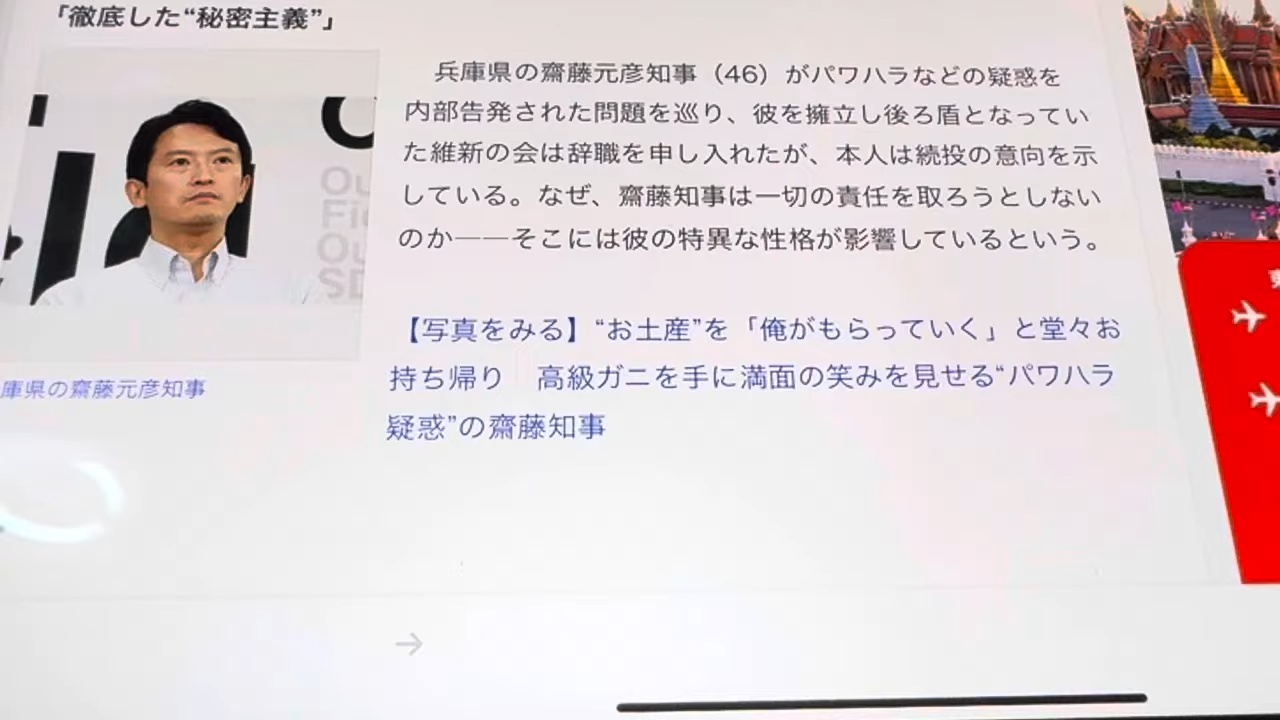 「徹底した“秘密主義”」
兵庫県の齋藤元彦知事（46）がパワハラなどの疑惑を
内部告発された問題を巡り、彼を擁立し後ろ盾となってい
た維新の会は辞職を申し入れたが、本人は続投の意向を示
している。なぜ、齋藤知事は一切の責任を取ろうとしない
のか――そこには彼の特異な性格が影響しているという。
【写真をみる】“お土産”を「俺がもらっていく」と堂々お
持ち帰り　高級ガニを手に満面の笑みを見せる“パワハラ
疑惑”の齋藤知事
庫県の齋藤元彦知事